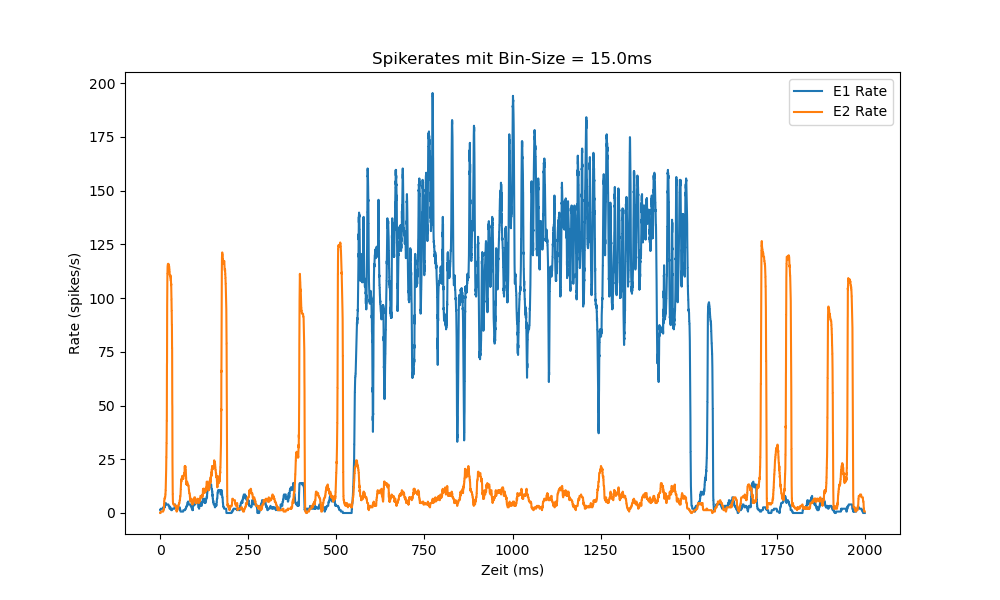 Spikerates mit Bin-Size = 15.0ms
E1 Rate
E2 Rate
Rate (spikes/s)
200
175
150
125
100
75
50
25
0
0 250 500 750 1000 1250 1500 1750 2000
Zeit (ms)